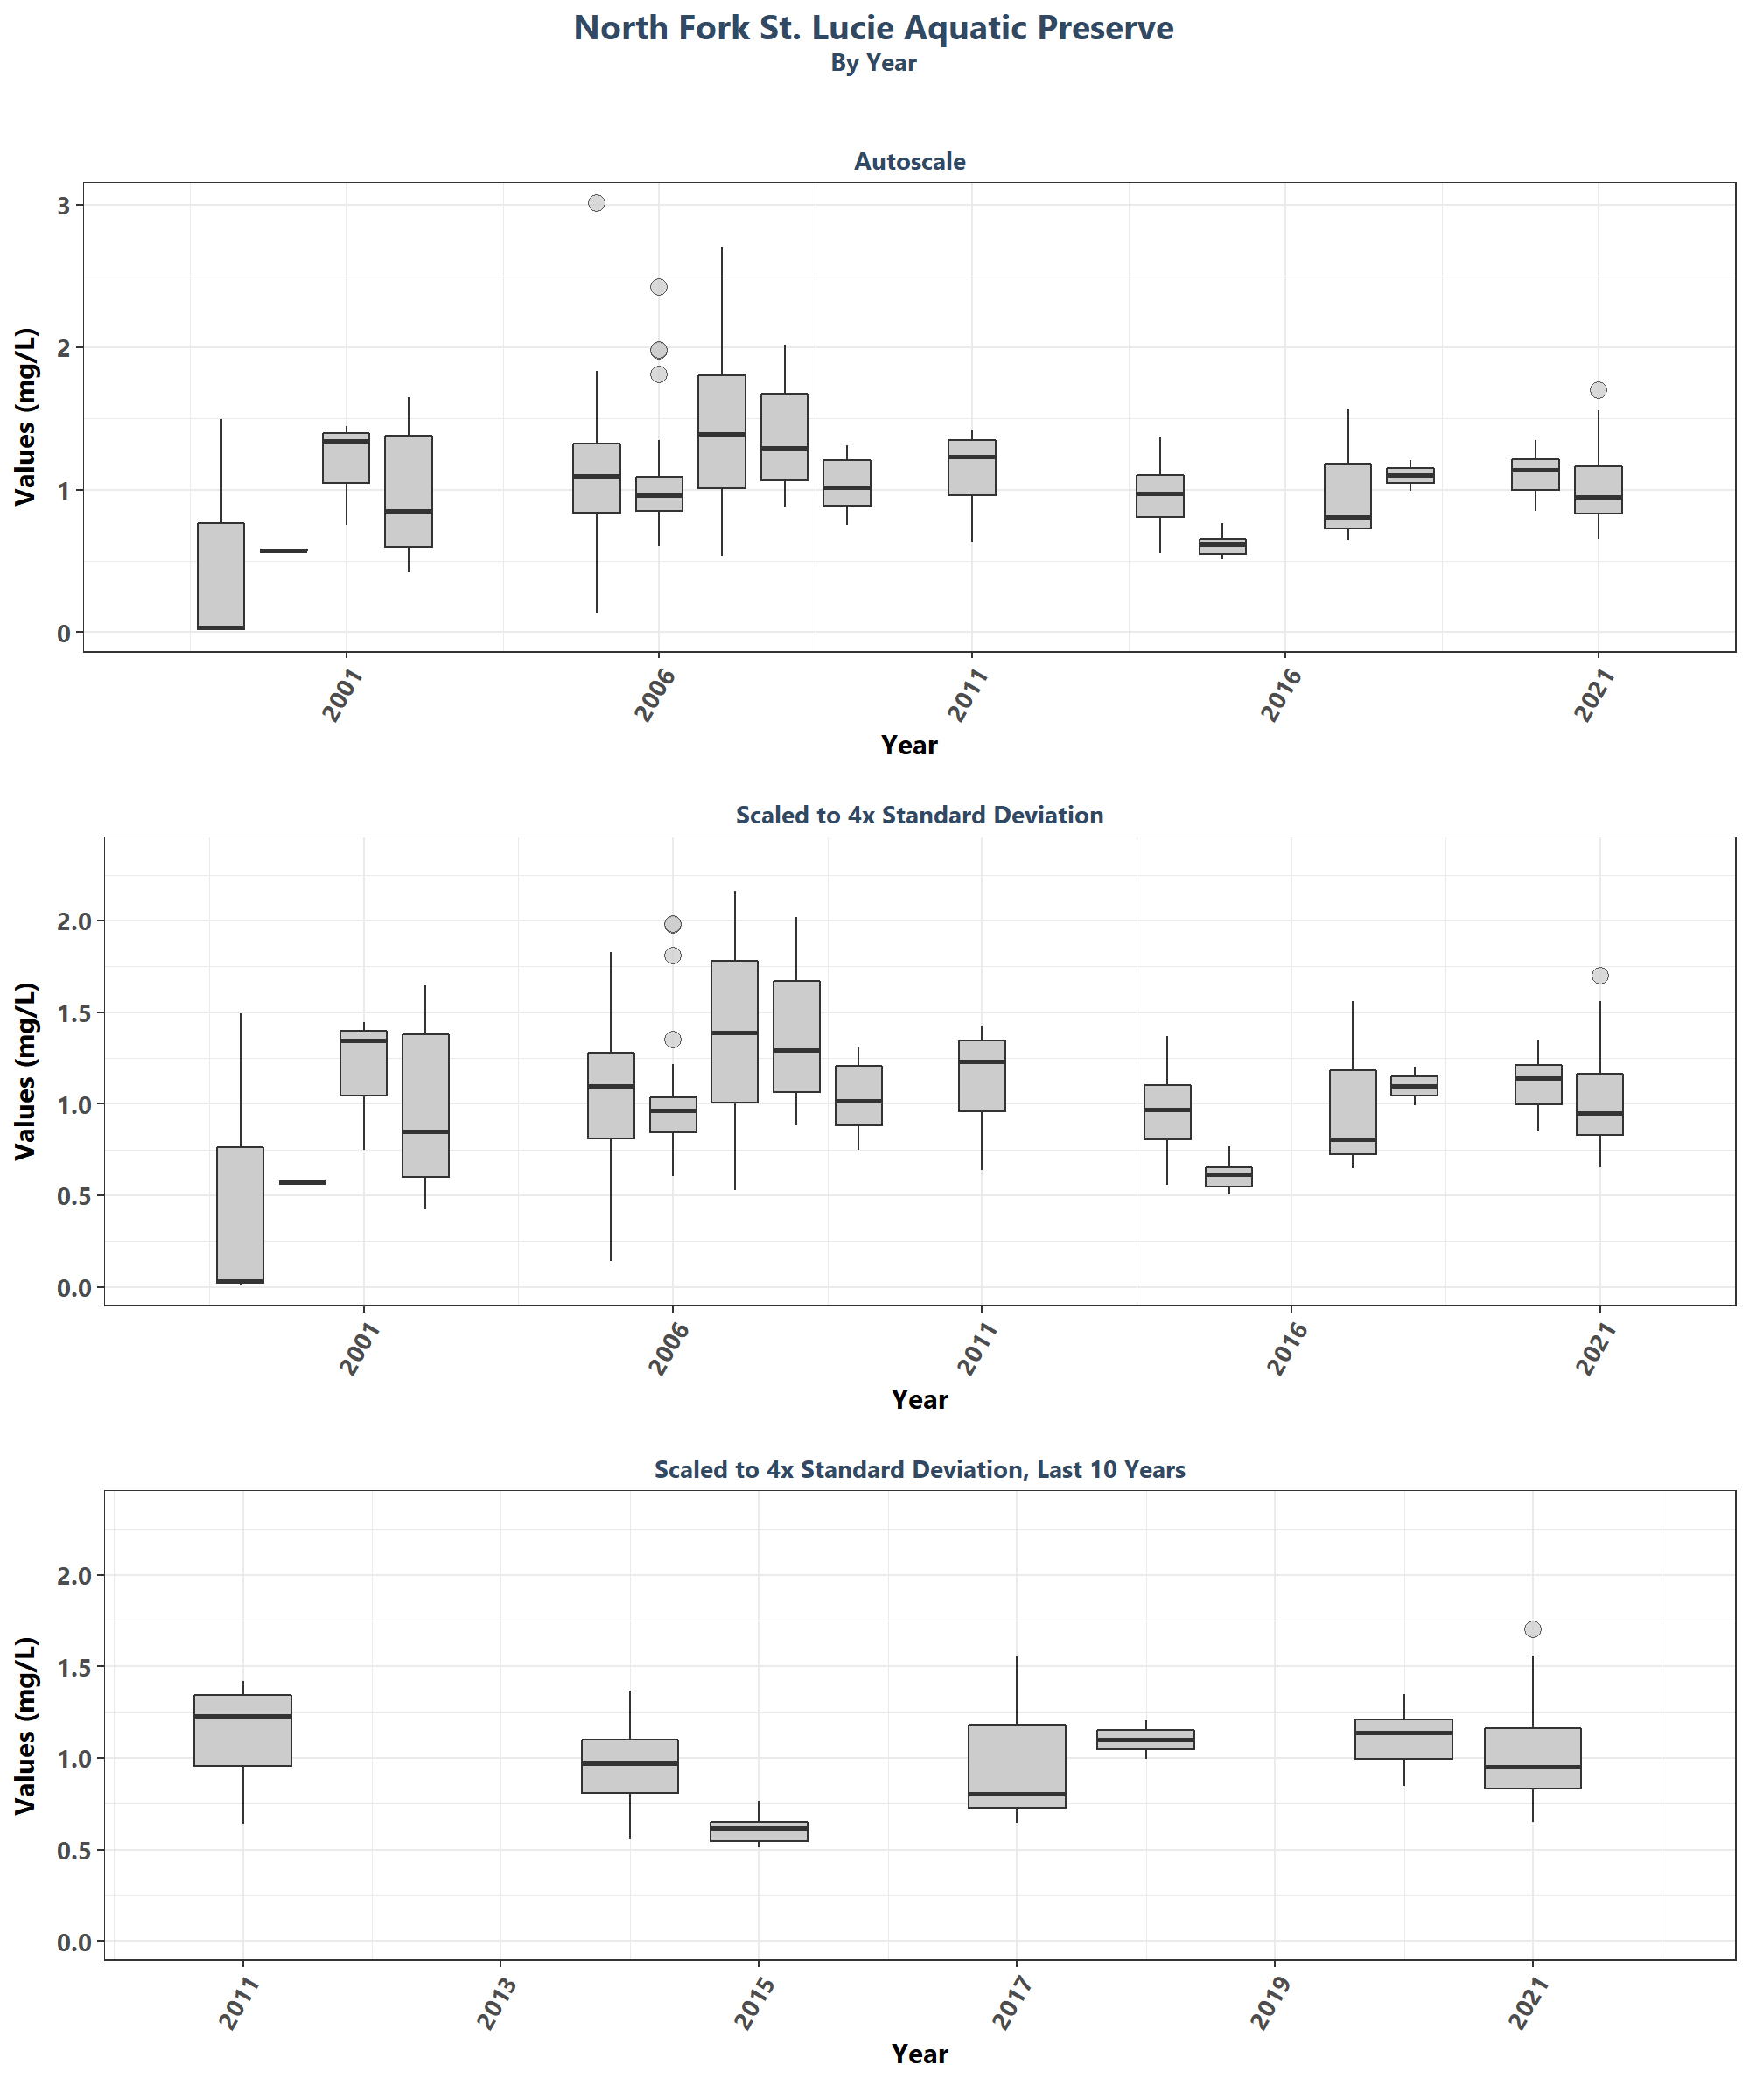 North Fork St. Lucie Aquatic Preserve
By Year
Autoscale
Values (mg/L)
3
2
1
0
2001
2006
2011
2016
2021
Year
Scaled to 4x Standard Deviation
Values (mg/L)
2.0
1.5
1.0
0.5
0.0
2001
2006
2011
2016
2021
Year
Scaled to 4x Standard Deviation, Last 10 Years
Values (mg/L)
2.0
1.5
1.0
0.5
0.0
2011
2013
2015
2017
2019
2021
Year